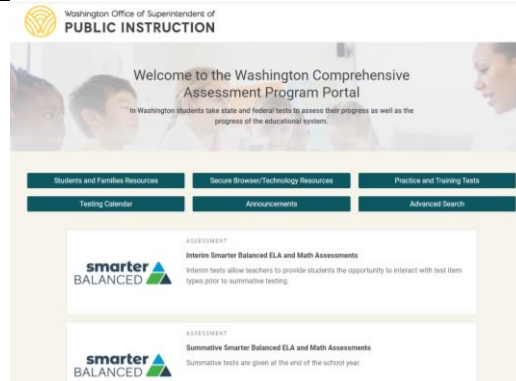 Washington Office of Superintendent of
PUBLIC INSTRUCTION
Welcome to the Washington Comprehensive
Assessment Program Portal
In Washington students take state and federal tests to assess their progress as well as the
progress of the educational system.
Students and Families Resources
Secure Browser/Technology Resources
Practice and Training Tests
Testing Calendar
Announcements
Advanced Search
ASSESSMENT
Interim Smarter Balanced ELA and Math Assessments
smarter
BALANCED
Interim tests allow teachers to provide students the opportunity to interact with test item
types prior to summative testing.
ASSESSMENT
Summative Smarter Balanced ELA and Math Assessments
smarter
BALANCED
Summative tests are given at the end of the school year.